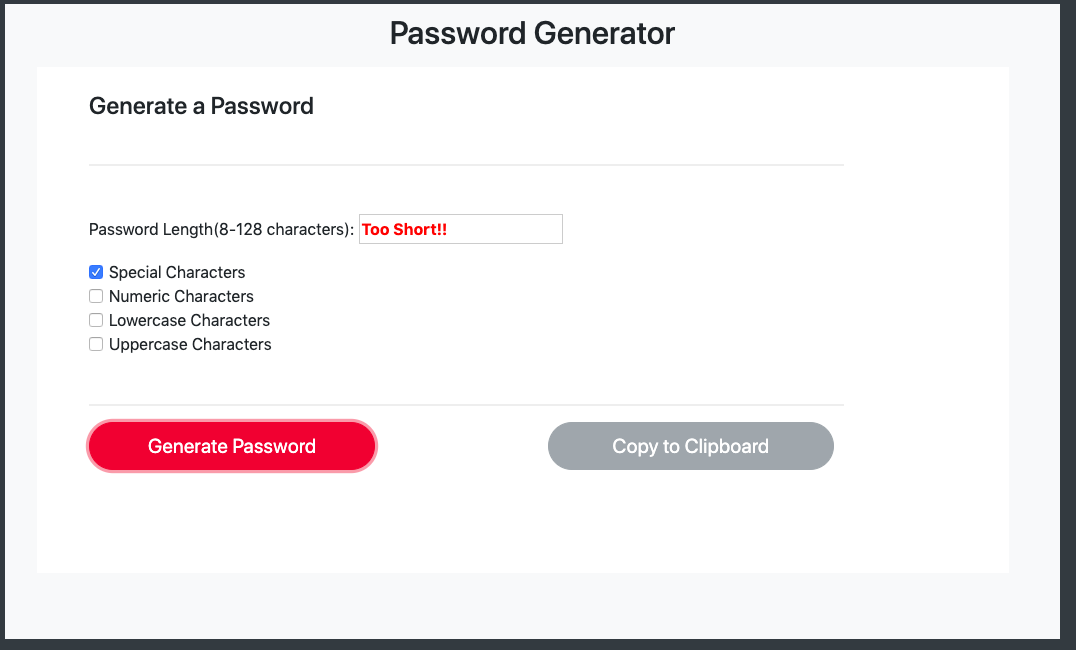 Password Generator
Generate a Password
Password Length(8-128 characters): Too Short!!
Special Characters
Numeric Characters
Lowercase Characters
Uppercase Characters
Generate Password Copy to Clipboard